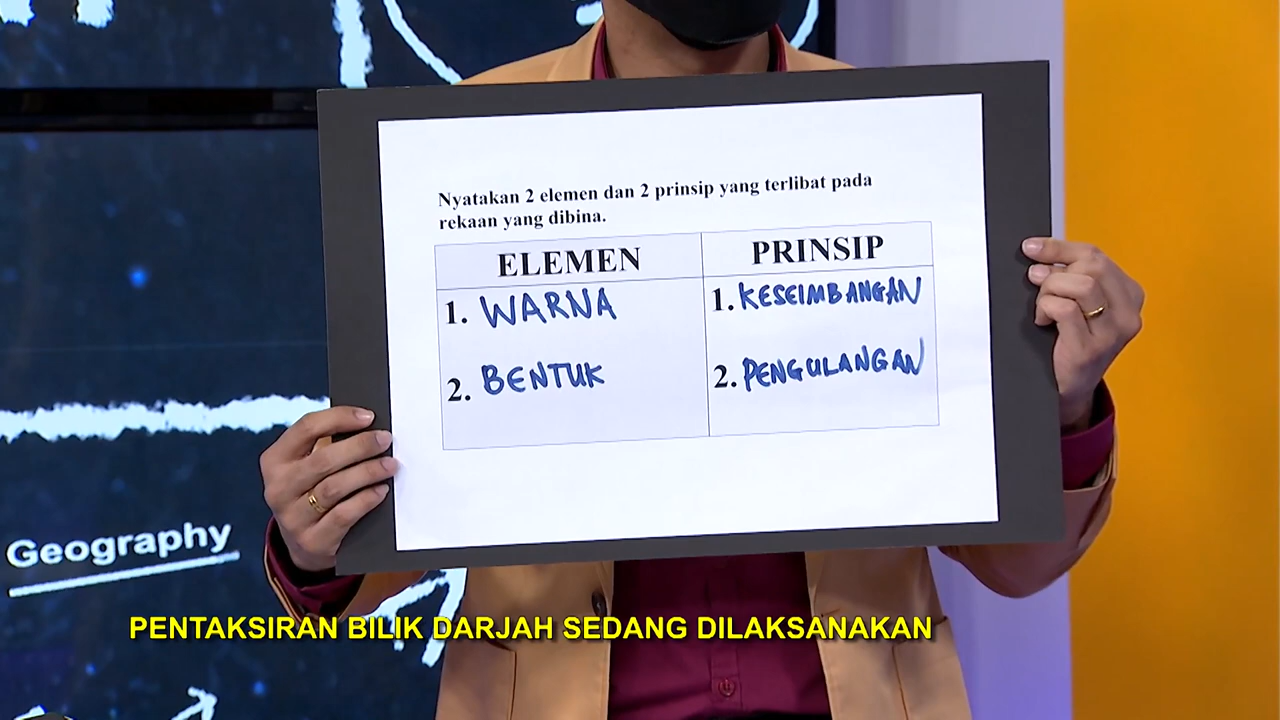 Nyatakan 2 elemen dan 2 prinsip yang terlibat pada
rekaan yang dibina.
ELEMEN PRINSIP
1. WARNA 1. KESEIMBANGAN
2. BENTUK 2. PENGULANGAN
Geography
PENTAKSIRAN BILIK DARJAH SEDANG DILAKSANAKAN